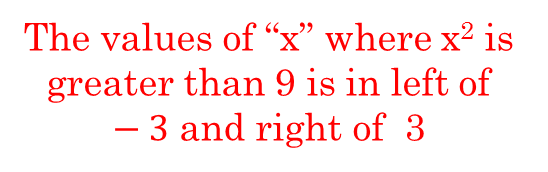 The values of “x” where x² is
greater than 9 is in left of
– 3 and right of 3